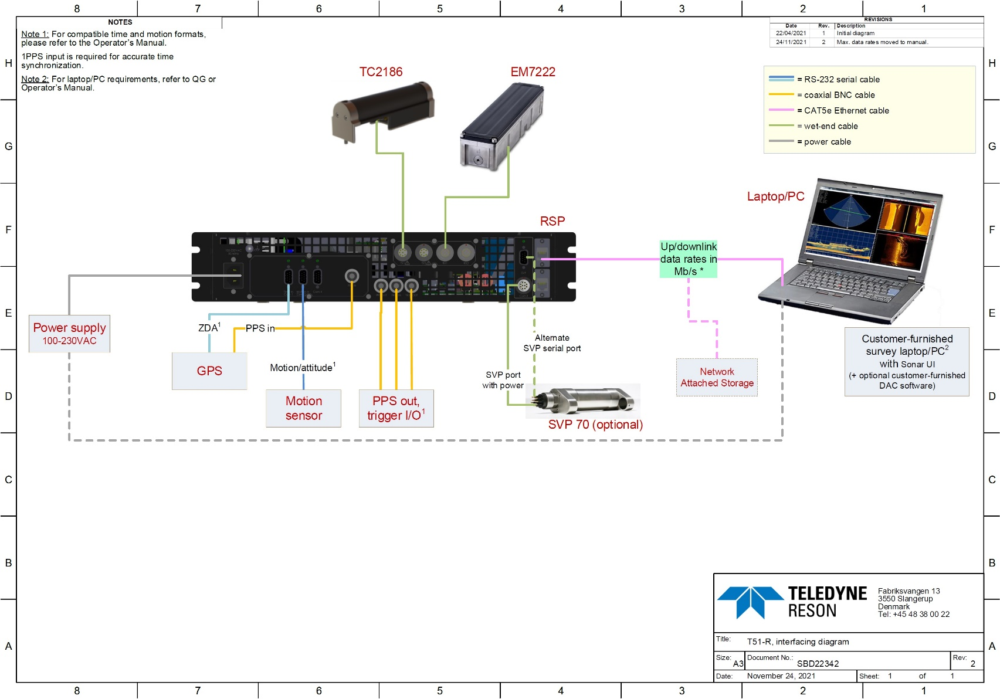 8 7 6 5 4 3 2 1
NOTES
Note 1: For compatible time and motion formats,
please refer to the Operator's Manual.
1PPS input is required for accurate time
synchronization.
Note 2: For laptop/PC requirements, refer to QG or
Operator's Manual.
REVISIONS
Date Rev. Description
22/04/2021 1 Initial diagram
24/11/2021 2 Max. data rates moved to manual.
H H
TC2186
EM7222
= RS-232 serial cable
= coaxial BNC cable
= CAT5e Ethernet cable
= wet-end cable
= power cable
G G
Laptop/PC
RSP
F F
Up/downlink
data rates in
Mb/s *
E E
Power supply
100-230VAC
ZDA1
PPS in
GPS
Motion/attitude1
Motion
sensor
PPS out,
trigger I/O1
Alternate
SVP serial port
SVP port
with power
SVP 70 (optional)
Network
Attached Storage
Customer-furnished
survey laptop/PC2
with Sonar UI
(+ optional customer-furnished
DAC software)
D D
C C
B B
TELEDYNE
RESON
Fabriksvangen 13
3550 Slangerup
Denmark
Tel: +45 48 38 00 22
Title: T51-R, interfacing diagram
A A
Size: A3 Document No.: SBD22342 Rev: 2
Date: November 24, 2021 Sheet: 1 of 1
8 7 6 5 4 3 2 1